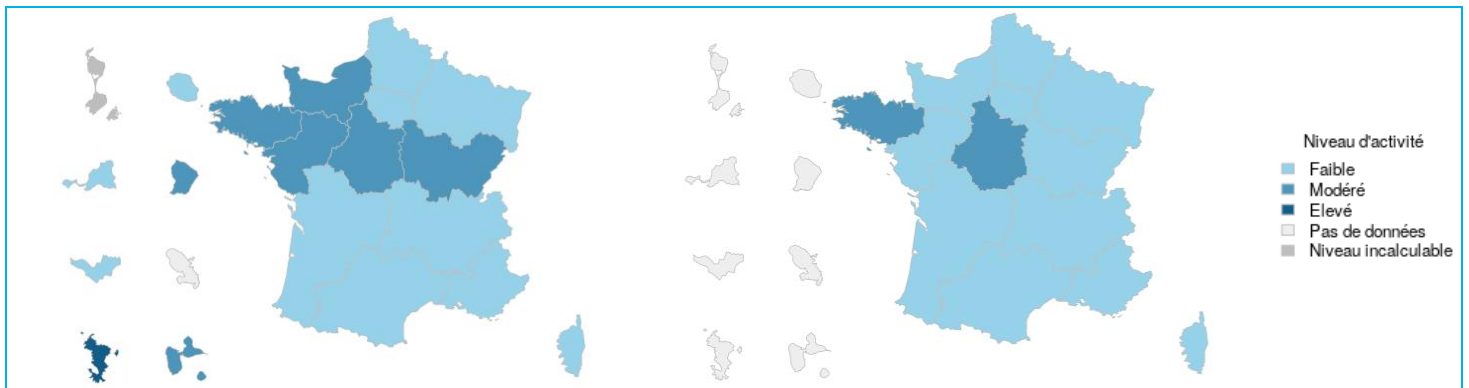 Niveau d'activité
Faible
Modéré
Elevé
Pas de données
Niveau incalculable